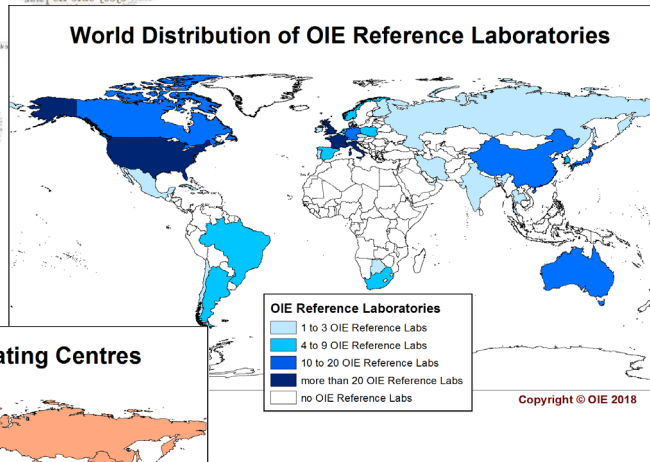 World Distribution of OIE Reference Laboratories
OIE Reference Laboratories
1 to 3 OIE Reference Labs
4 to 9 OIE Reference Labs
10 to 20 OIE Reference Labs
more than 20 OIE Reference Labs
no OIE Reference Labs
Copyright © OIE 2018
ating Centres